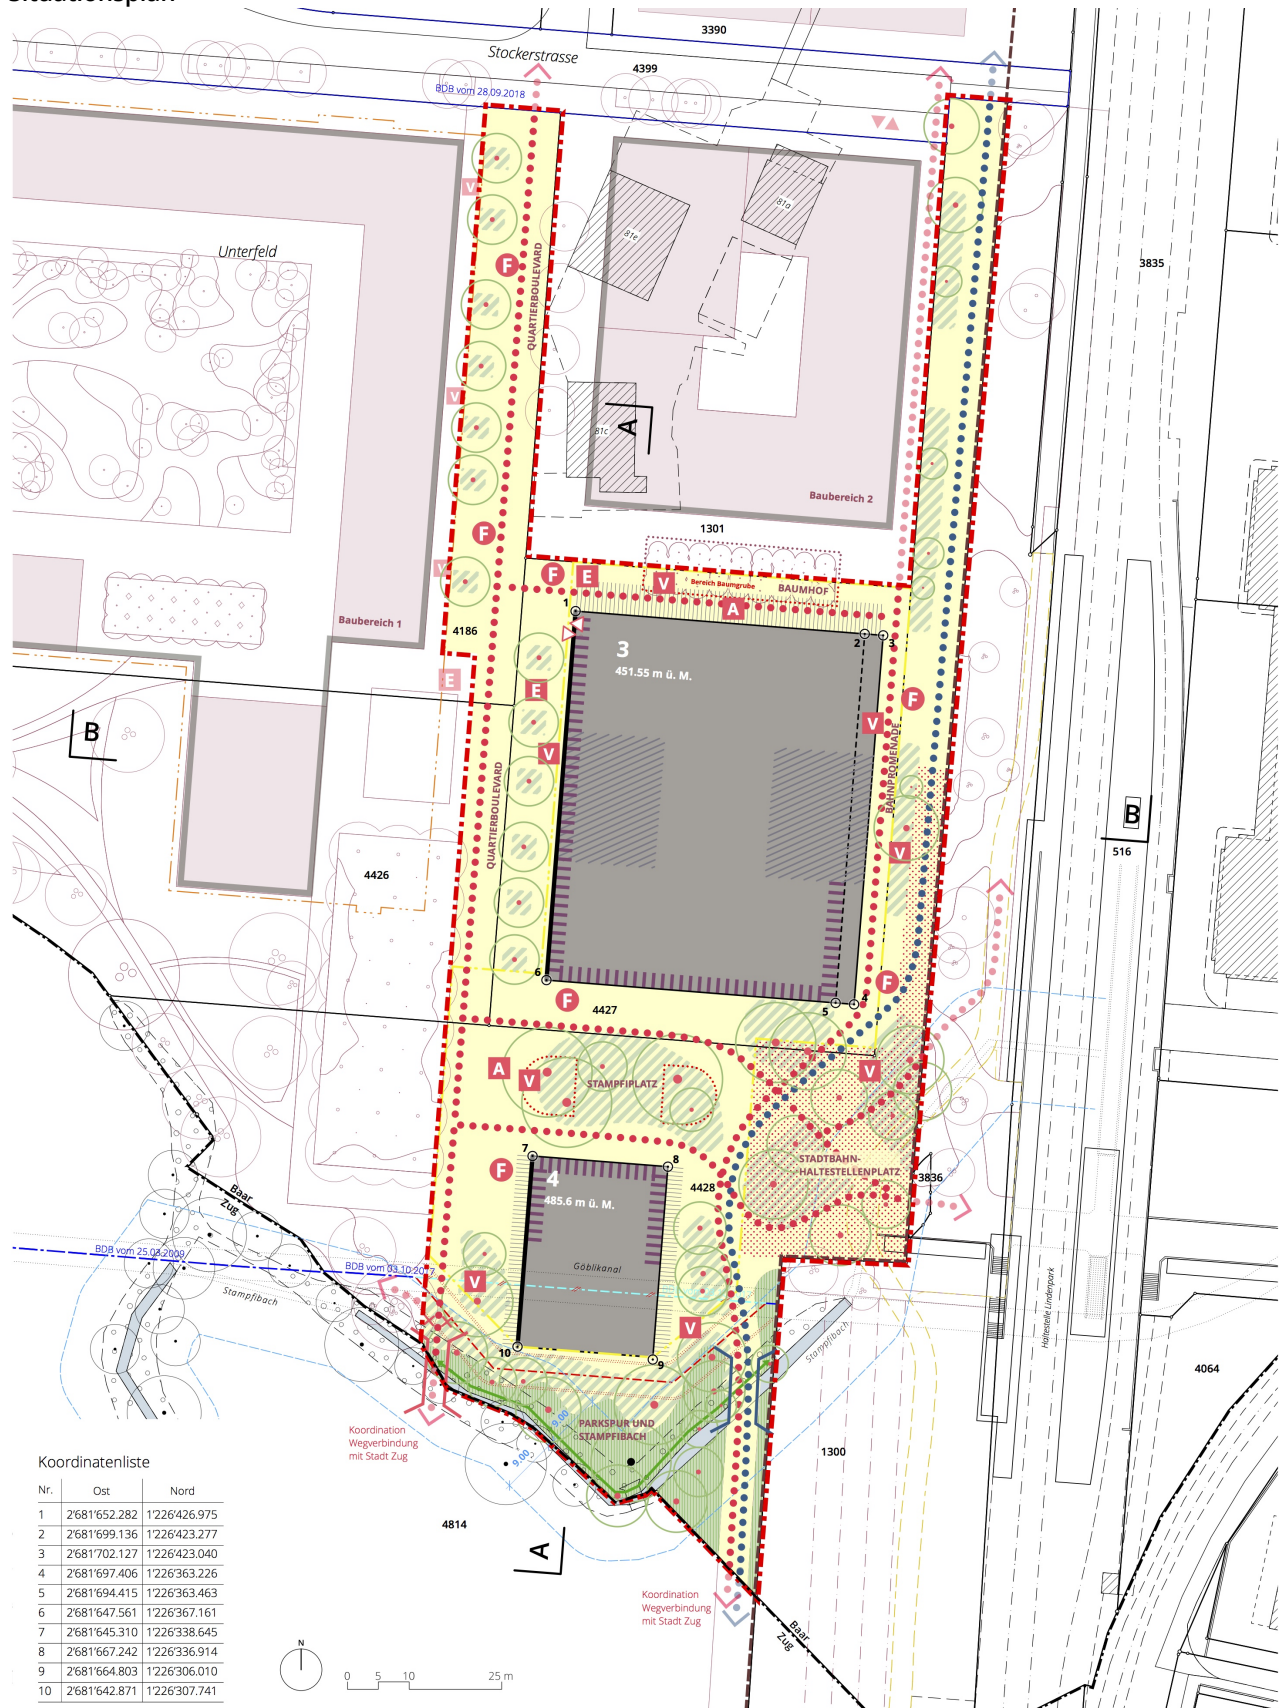 Situationsplan
3390
Stockerstrasse
4399
BDB vom 28.09.2018
81a
81e
V
Unterfeld
3835
F
QUARTIERBOULEVARD
V
81c
A
Baubereich 2
1301
F
V
F
E
V
Bereich Baumgrube
BAUMHOF
A
1
Baubereich 1
4186
2
3
3
451.55 m ü. M.
E
E
F
V
B
V
BAHNPROMENADE
QUARTIERBOULEVARD
B
516
V
4426
6
F
F
4427
5
4
A
V
STAMPFIPLATZ
V
7
8
F
4
485.6 m ü. M.
STADTBAHN-
HALTESTELLENPLATZ
3836
4428
Baar
Zug
BDB vom 25.03.2009
BDB vom 03.10.2017
Göblikanal
V
Stampfibach
V
Stampfibach
Haltestelle Lindenpark
10
9
4064
9.00
PARKSPUR UND
STAMPFIBACH
Koordination
Wegverbindung
mit Stadt Zug
9.00
1300
4814
A
Koordination
Wegverbindung
mit Stadt Zug
Baar
Zug
Koordinatenliste
Nr. Ost Nord
1 2'681'652.282 1'226'426.975
2 2'681'699.136 1'226'423.277
3 2'681'702.127 1'226'423.040
4 2'681'697.406 1'226'363.226
5 2'681'694.415 1'226'363.463
6 2'681'647.561 1'226'367.161
7 2'681'645.310 1'226'338.645
8 2'681'667.242 1'226'336.914
9 2'681'664.803 1'226'306.010
10 2'681'642.871 1'226'307.741
N
0 5 10 25 m